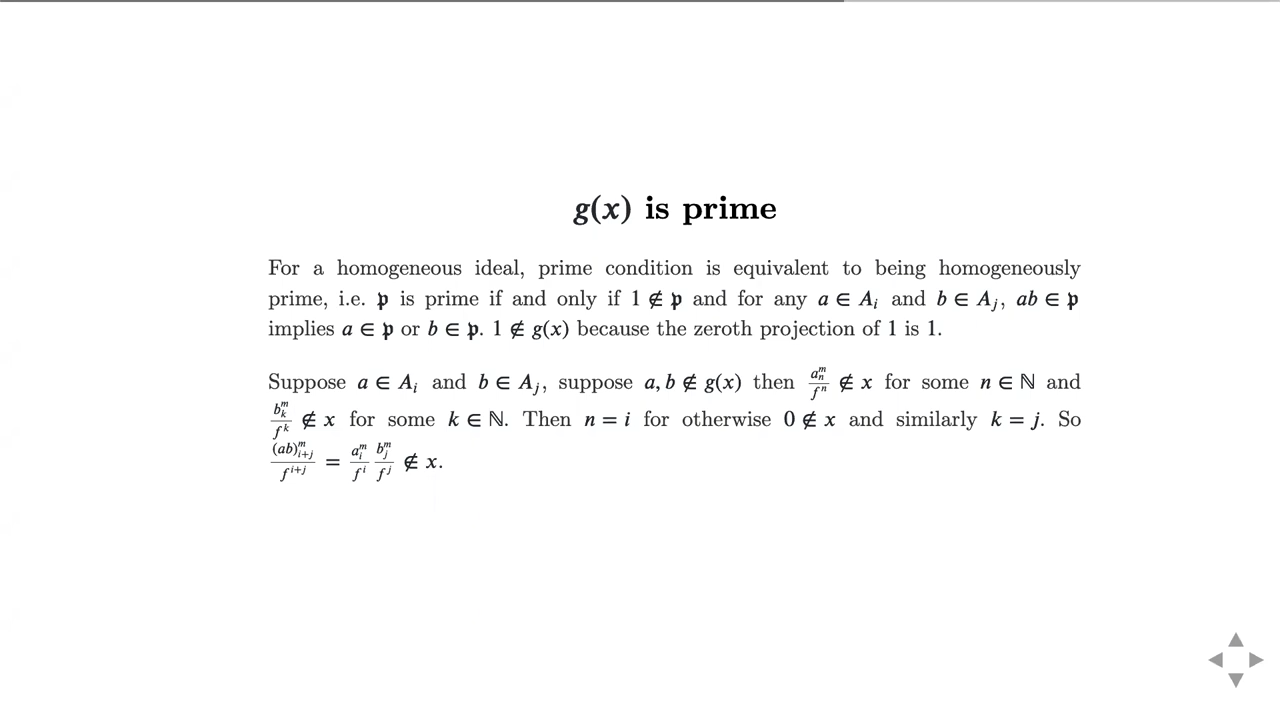 g(x) is prime
For a homogeneous ideal, prime condition is equivalent to being homogeneously
prime, i.e. 𝔭 is prime if and only if 1 ∉ 𝔭 and for any a ∈ A_i and b ∈ A_j, ab ∈ 𝔭
implies a ∈ 𝔭 or b ∈ 𝔭. 1 ∉ g(x) because the zeroth projection of 1 is 1.
Suppose a ∈ A_i and b ∈ A_j, suppose a, b ∉ g(x) then a_n^m/f^n ∉ x for some n ∈ ℕ and
b_k^m/f^k ∉ x for some k ∈ ℕ. Then n = i for otherwise 0 ∉ x and similarly k = j. So
(ab)_{i+j}^m/f^{i+j} = a_i^m/f^i b_j^m/f^j ∉ x.